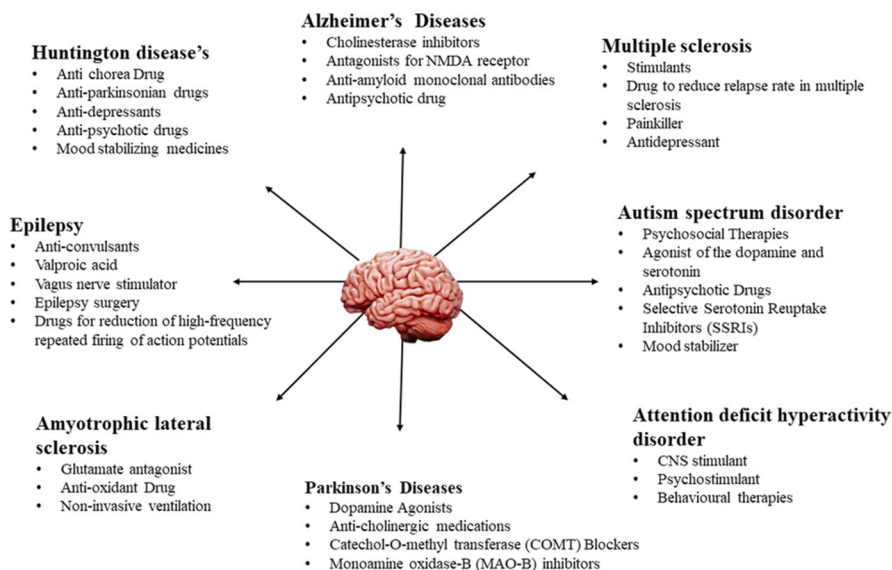 Alzheimer's Diseases
• Cholinesterase inhibitors
• Antagonists for NMDA receptor
• Anti-amyloid monoclonal antibodies
• Antipsychotic drug
Huntington disease's
• Anti chorea Drug
• Anti-parkinsonian drugs
• Anti-depressants
• Anti-psychotic drugs
• Mood stabilizing medicines
Multiple sclerosis
• Stimulants
• Drug to reduce relapse rate in multiple
sclerosis
• Painkiller
• Antidepressant
Epilepsy
• Anti-convulsants
• Valproic acid
• Vagus nerve stimulator
• Epilepsy surgery
• Drugs for reduction of high-frequency
repeated firing of action potentials
Autism spectrum disorder
• Psychosocial Therapies
• Agonist of the dopamine and
serotonin
• Antipsychotic Drugs
• Selective Serotonin Reuptake
Inhibitors (SSRIs)
• Mood stabilizer
Amyotrophic lateral
sclerosis
• Glutamate antagonist
• Anti-oxidant Drug
• Non-invasive ventilation
Parkinson's Diseases
• Dopamine Agonists
• Anti-cholinergic medications
• Catechol-O-methyl transferase (COMT) Blockers
• Monoamine oxidase-B (MAO-B) inhibitors
Attention deficit hyperactivity
disorder
• CNS stimulant
• Psychostimulant
• Behavioural therapies